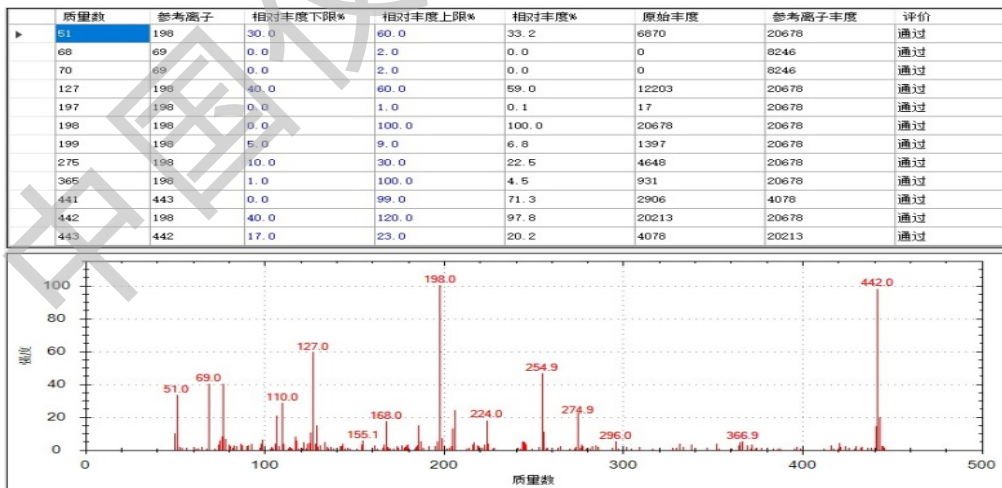 质量数 参考离子 相对丰度下限% 相对丰度上限% 相对丰度% 原始丰度 参考离子丰度 评价
51 198 30.0 60.0 33.2 6870 20678 通过
68 69 0.0 2.0 0.0 0 8246 通过
70 69 0.0 2.0 0.0 0 8246 通过
127 198 40.0 60.0 59.0 12203 20678 通过
197 198 0.0 1.0 0.1 17 20678 通过
198 198 0.0 100.0 100.0 20678 20678 通过
199 198 5.0 9.0 6.8 1397 20678 通过
275 198 10.0 30.0 22.5 4648 20678 通过
365 198 1.0 100.0 4.5 931 20678 通过
441 443 0.0 99.0 71.3 2906 4078 通过
442 198 40.0 120.0 97.8 20213 20678 通过
443 442 17.0 23.0 20.2 4078 20213 通过
100
80
60
40
20
0
强度
198.0
442.0
127.0
254.9
69.0
51.0
110.0
274.9
168.0
224.0
155.1
296.0
366.9
0 100 200 300 400 500
质量数
中国仪